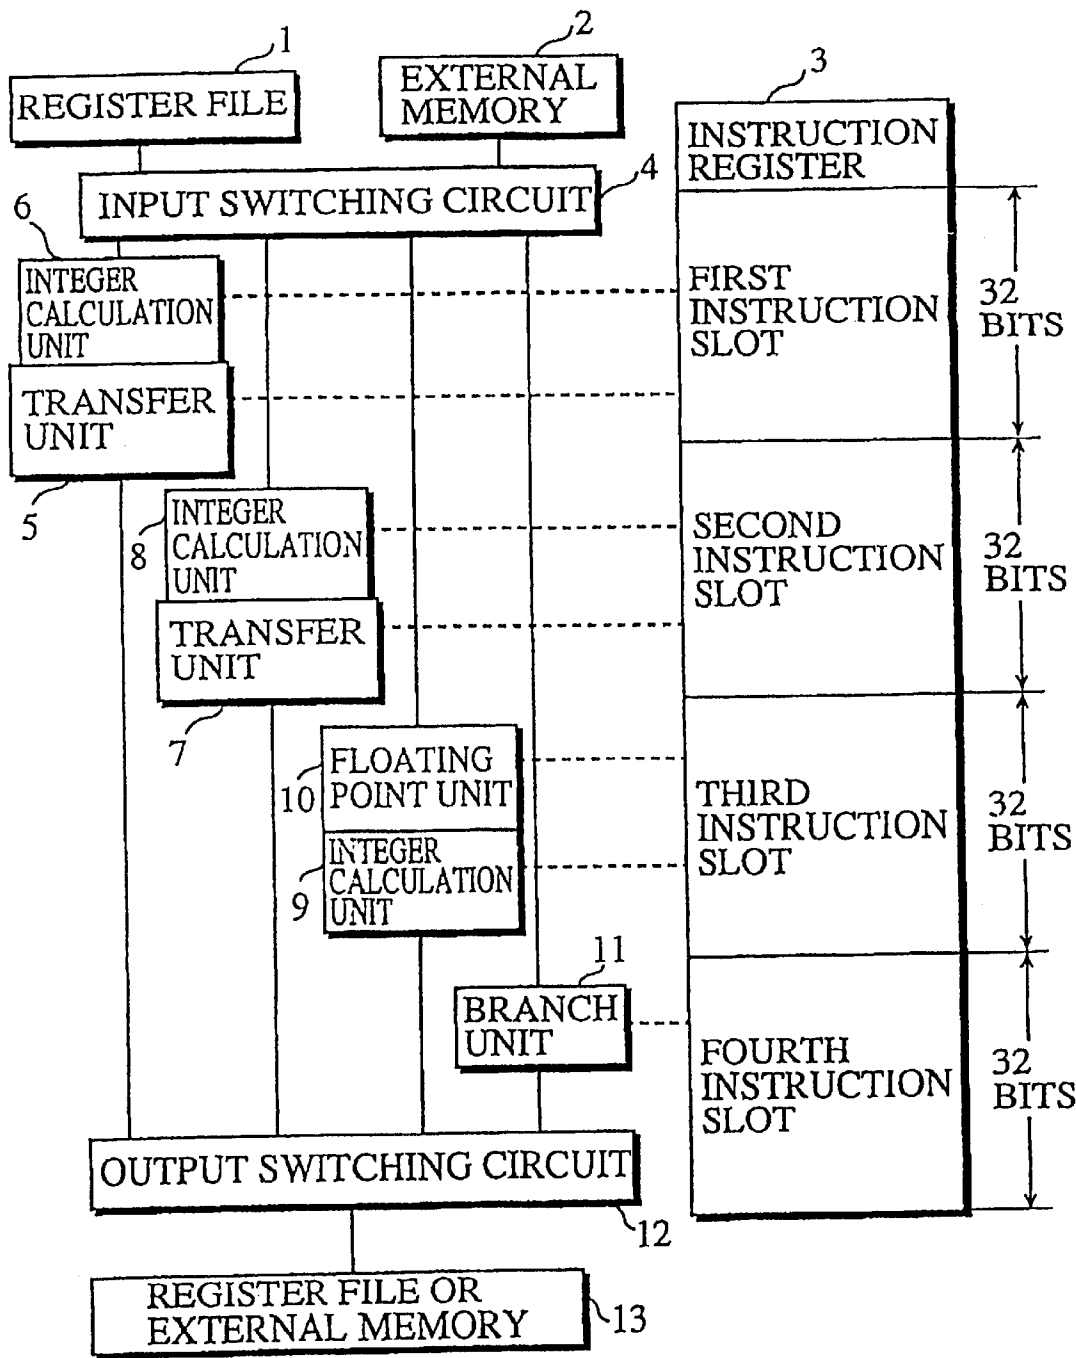 1
REGISTER FILE
2
EXTERNAL
MEMORY
3
INSTRUCTION
REGISTER
4
INPUT SWITCHING CIRCUIT
6
INTEGER
CALCULATION
UNIT
TRANSFER
UNIT
5
FIRST
INSTRUCTION
SLOT
32
BITS
8
INTEGER
CALCULATION
UNIT
TRANSFER
UNIT
7
SECOND
INSTRUCTION
SLOT
32
BITS
10
FLOATING
POINT UNIT
9
INTEGER
CALCULATION
UNIT
THIRD
INSTRUCTION
SLOT
32
BITS
11
BRANCH
UNIT
FOURTH
INSTRUCTION
SLOT
32
BITS
OUTPUT SWITCHING CIRCUIT
12
REGISTER FILE OR
EXTERNAL MEMORY
13